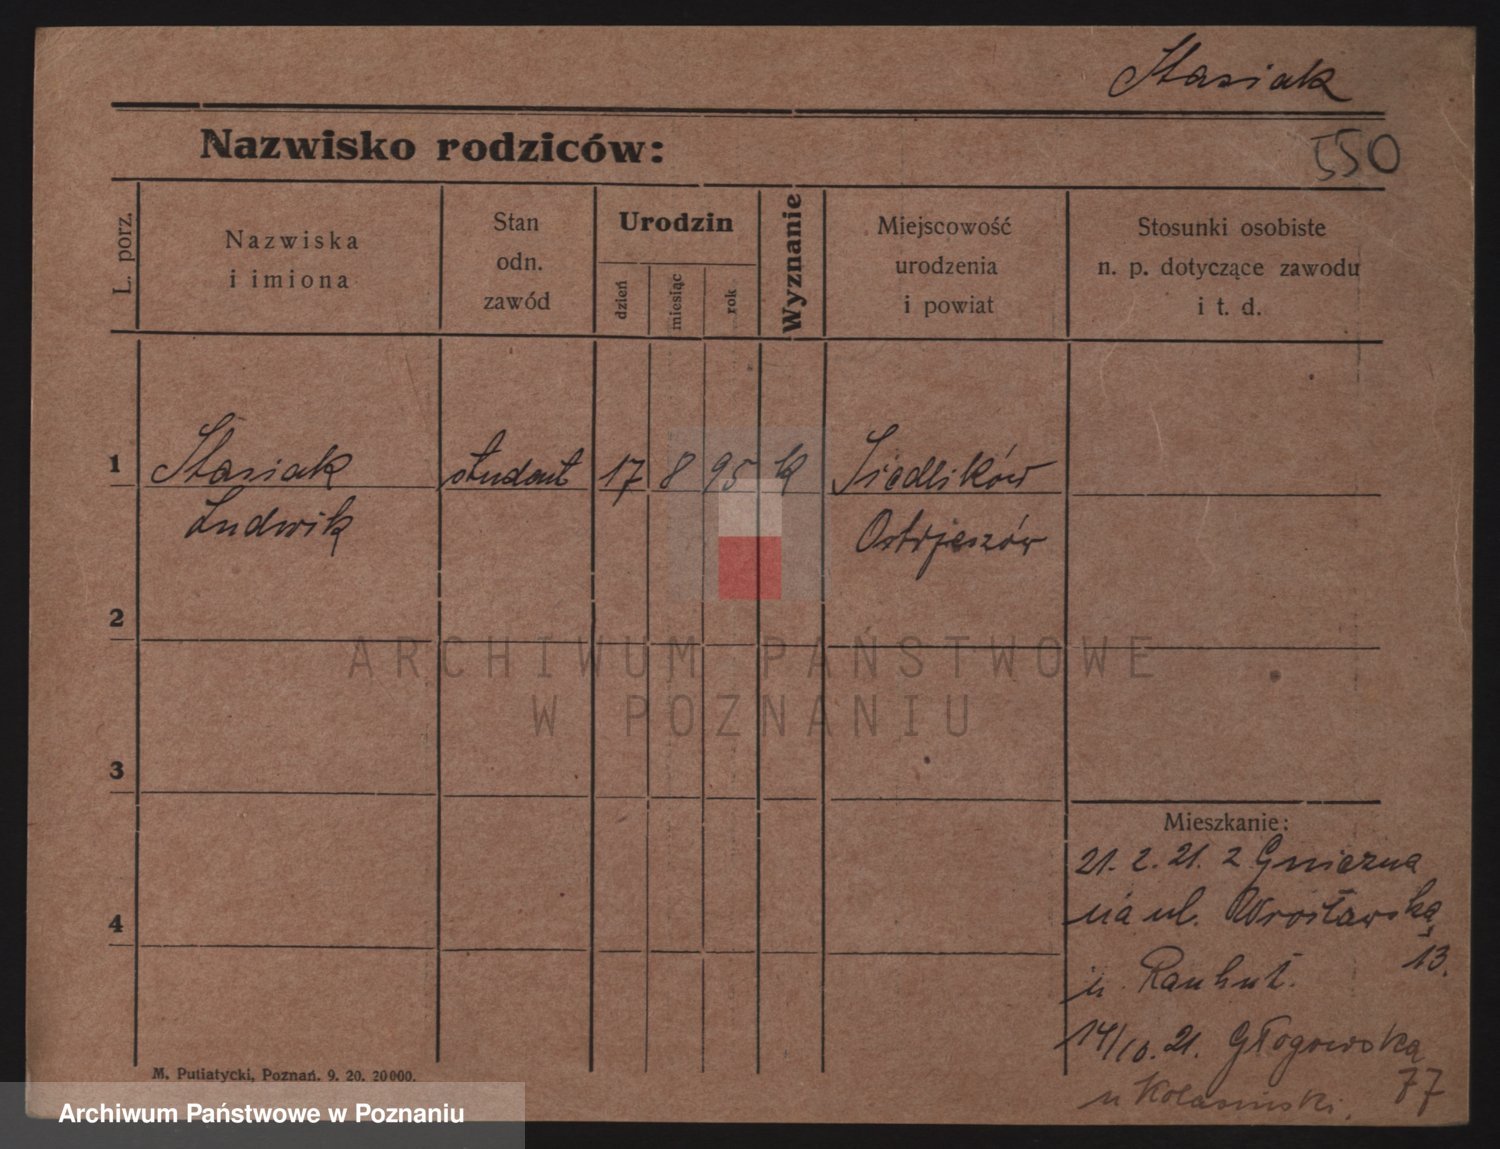 Stasiak
Nazwisko rodziców:
550
L. porz.
Nazwiska
i imiona
Stan
odn.
zawód
Urodzin
dzień
miesiąc
rok
Wyznanie
Miejscowość
urodzenia
i powiat
Stosunki osobiste
n. p. dotyczące zawodu
i t. d.
1 Stasiak student 17 8 95 k Siedlików
Ludwik Ostrzeszów
2
ARCHIWUM PAŃSTWOWE
W POZNANIU
3
Mieszkanie:
21. 2. 21. z Gniezna
na ul. Wrocławska
13.
u Rauhut.
4
14/10. 21. Głogowska
77
u Kolasinski.
M. Putiatycki, Poznań. 9. 20. 20000.
Archiwum Państwowe w Poznaniu